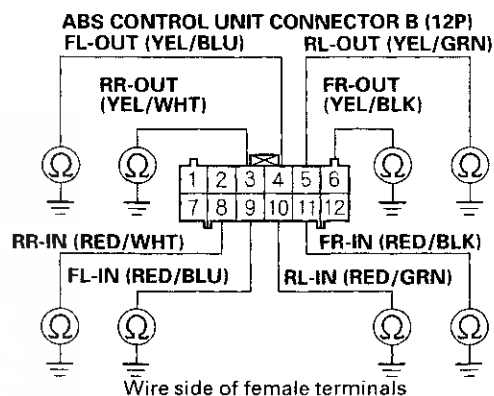 ABS CONTROL UNIT CONNECTOR B (12P)
FL-OUT (YEL/BLU) RL-OUT (YEL/GRN)
RR-OUT
(YEL/WHT)
FR-OUT
(YEL/BLK)
Ω Ω Ω Ω
1 2 3 4 5 6
7 8 9 10 11 12
RR-IN (RED/WHT) FR-IN (RED/BLK)
FL-IN (RED/BLU) RL-IN (RED/GRN)
Ω Ω Ω Ω
Wire side of female terminals